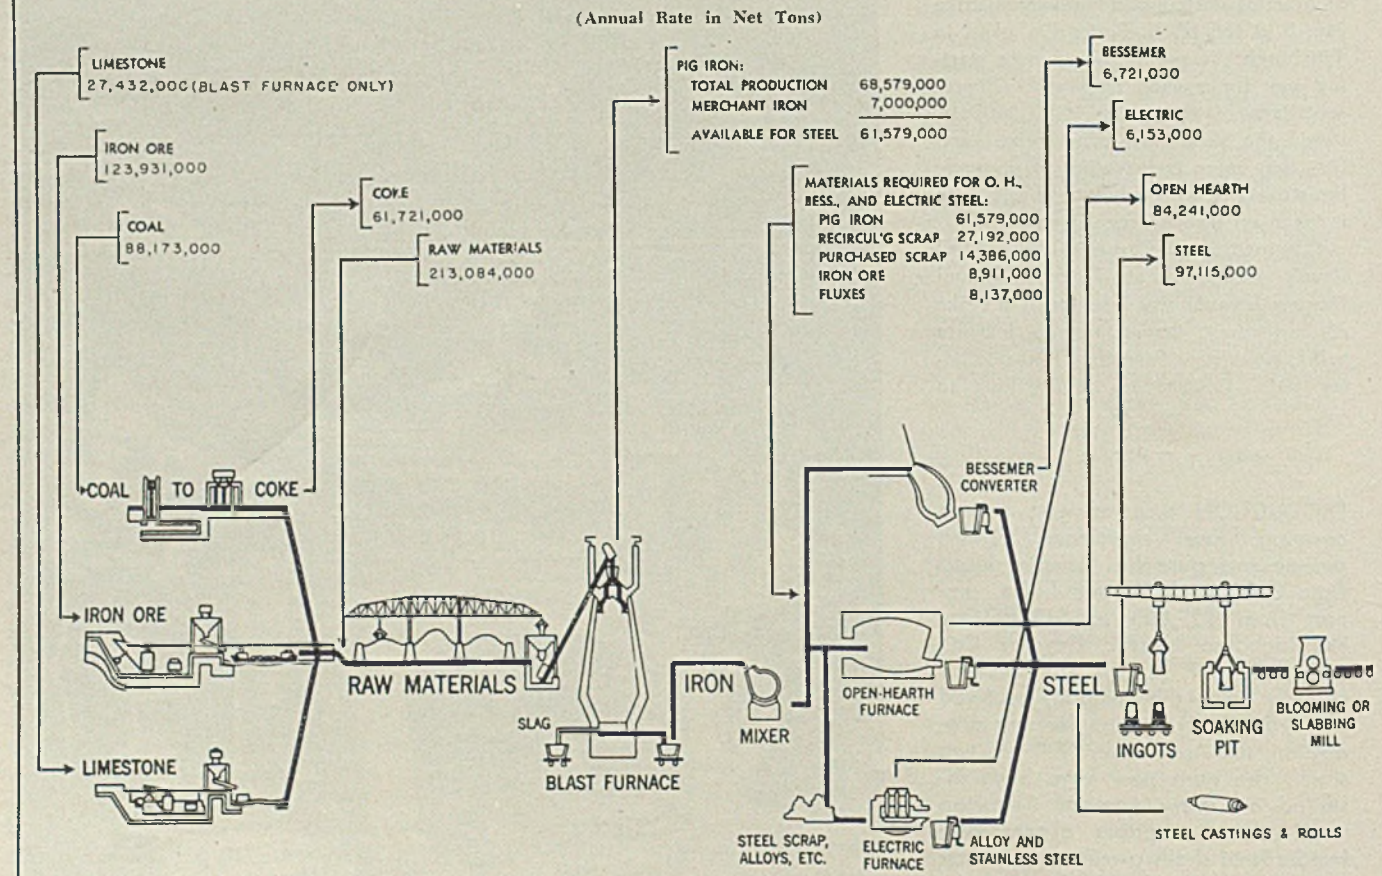 (Annual Rate in Net Tons)
LIMESTONE
27,432,000 (BLAST FURNACE ONLY)
IRON ORE
123,931,000
COAL
88,173,000
COKE
61,721,000
RAW MATERIALS
213,084,000
PIG IRON:
TOTAL PRODUCTION 68,579,000
MERCHANT IRON 7,000,000
AVAILABLE FOR STEEL 61,579,000
MATERIALS REQUIRED FOR O. H.,
BESS., AND ELECTRIC STEEL:
PIG IRON 61,579,000
RECIRCUL'G SCRAP 27,192,000
PURCHASED SCRAP 14,386,000
IRON ORE 8,911,000
FLUXES 8,137,000
BESSEMER
6,721,000
ELECTRIC
6,153,000
OPEN HEARTH
84,241,000
STEEL
97,115,000
COAL TO COKE
IRON ORE
LIMESTONE
RAW MATERIALS
SLAG
BLAST FURNACE
IRON
MIXER
BESSEMER
CONVERTER
OPEN-HEARTH
FURNACE
STEEL SCRAP,
ALLOYS, ETC.
ELECTRIC
FURNACE
ALLOY AND
STAINLESS STEEL
STEEL
INGOTS
SOAKING
PIT
BLOOMING OR
SLABBING
MILL
STEEL CASTINGS & ROLLS